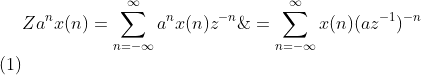 Za^n x(n) = \sum_{n=-\infty}^{\infty} a^n x(n) z^{-n} & = \sum_{n=-\infty}^{\infty} x(n)(az^{-1})^{-n}
(1)